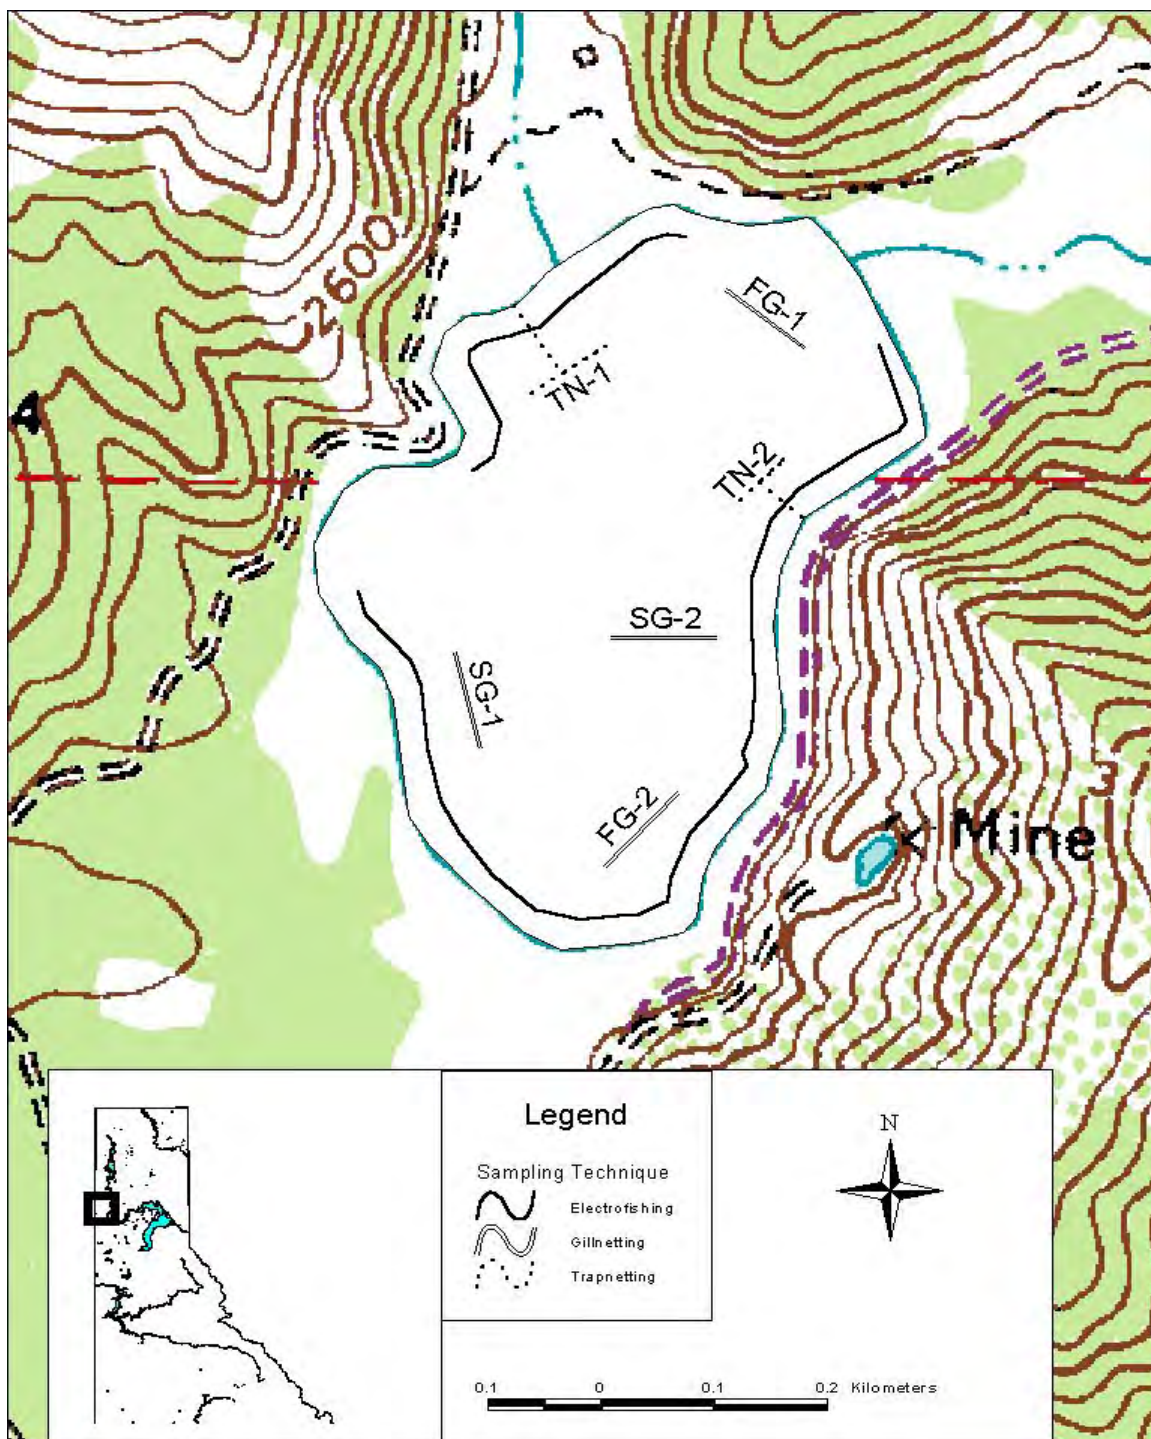 2600
FG-1
TN-1
TN-2
SG-2
SG-1
FG-2
3
Mine
Legend
Sampling Technique
Electrofishing
Gillnetting
Trapnetting
N
0.1 0 0.1 0.2 Kilometers